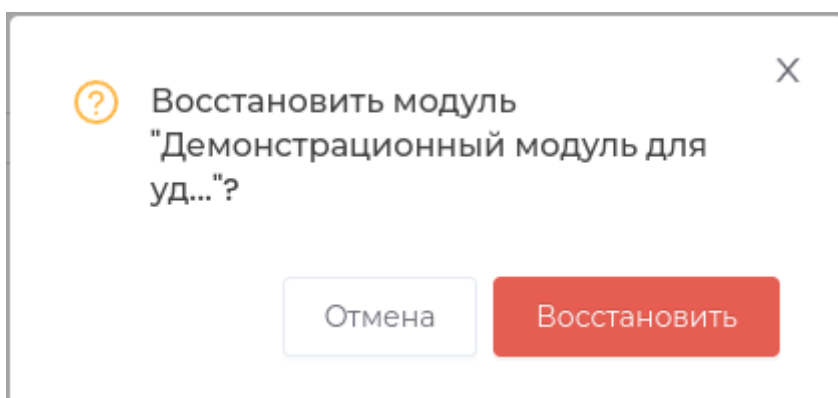 Восстановить модуль
"Демонстрационный модуль для
уд..."?
Отмена
Восстановить